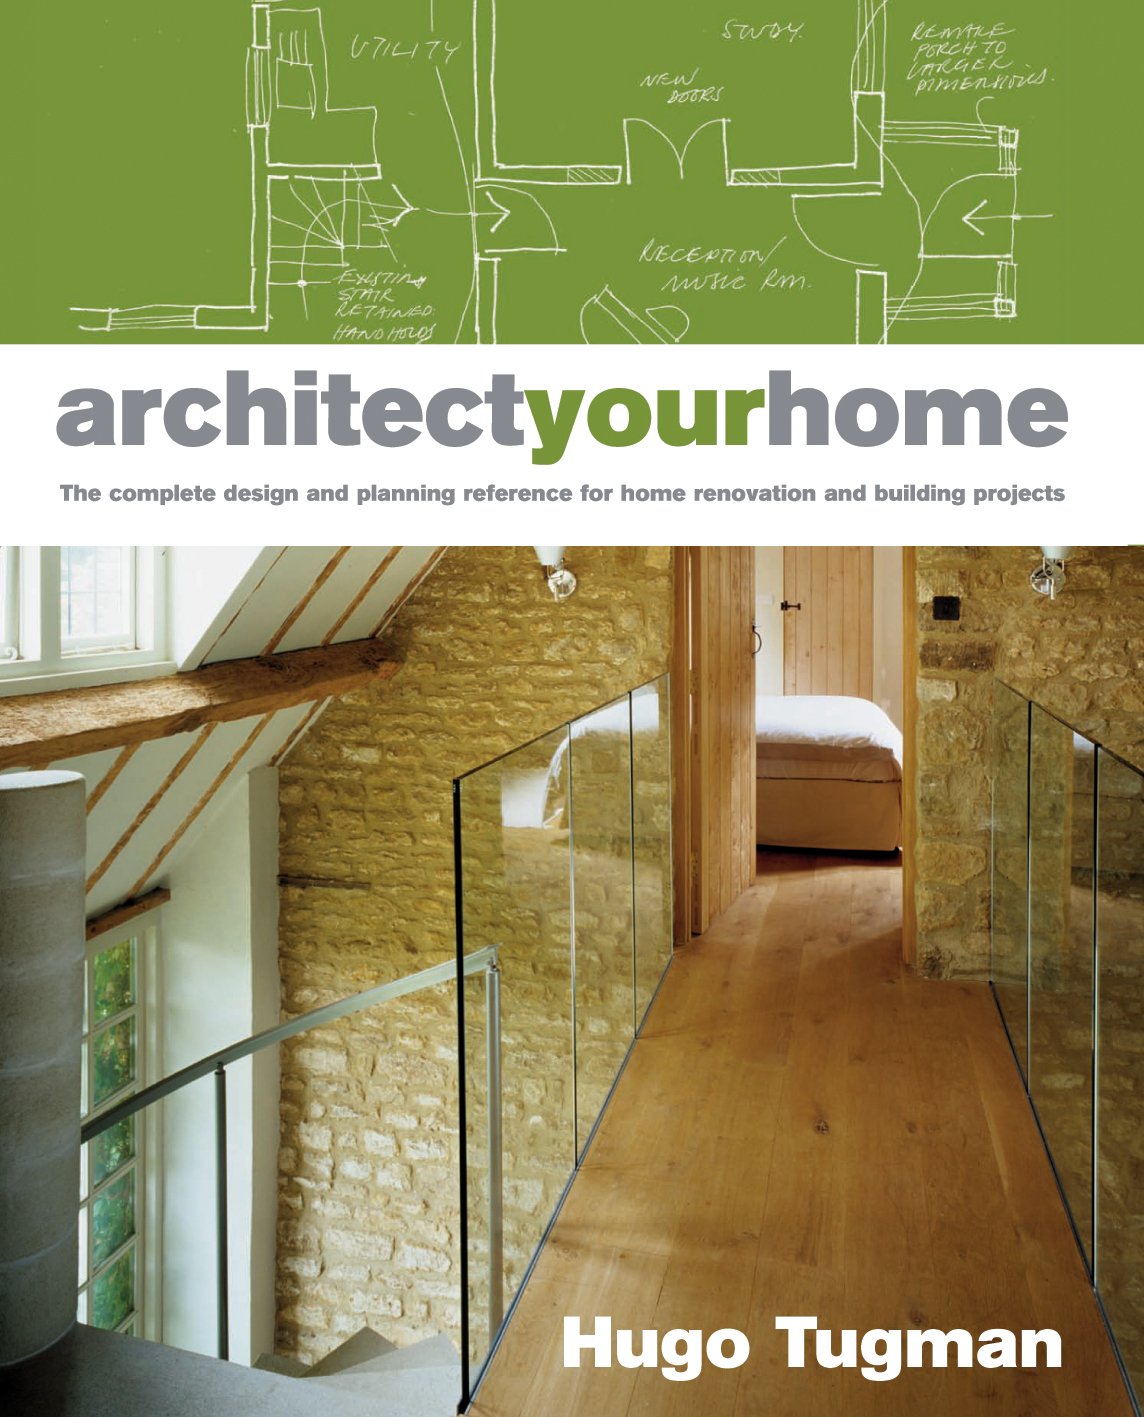 UTILITY
STUDY.
REMAKE
PORCH TO
LARGER
DIMENSIONS.
NEW
DOORS
RECEPTION/
MUSIC RM.
EXISTING
STAIR
RETAINED.
HANDHOLDS
architectyourhome
The complete design and planning reference for home renovation and building projects
Hugo Tugman